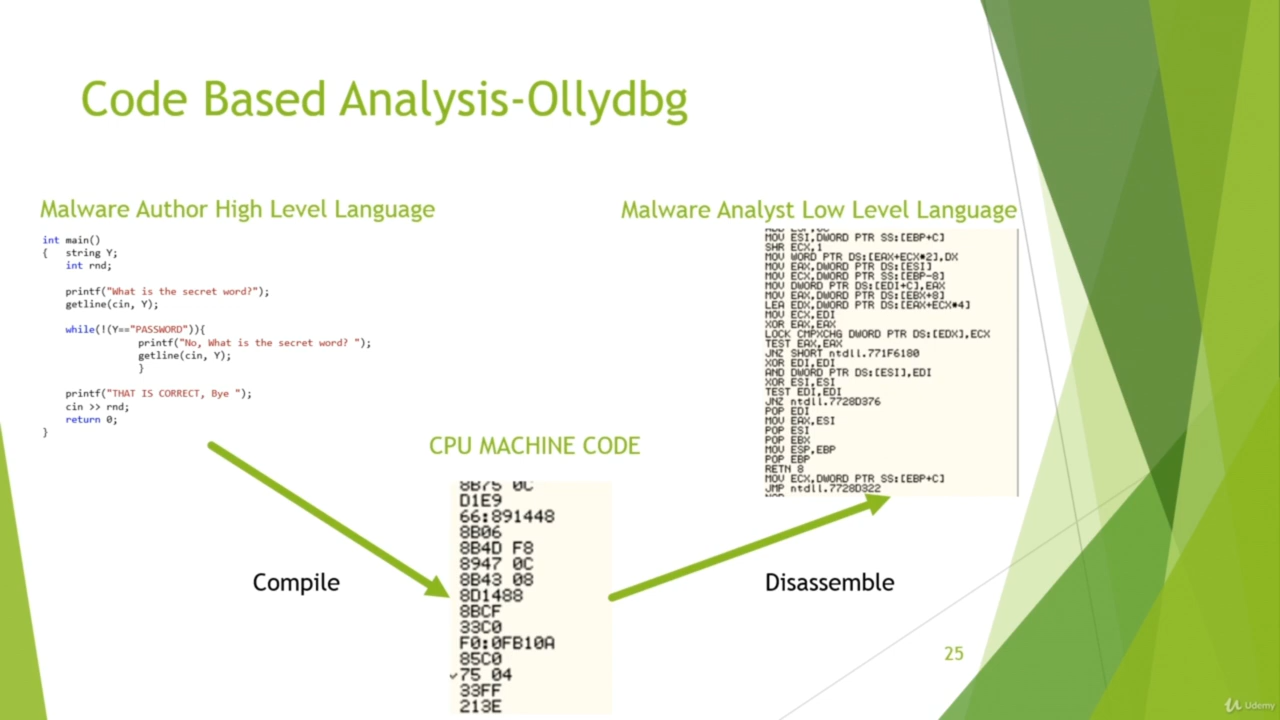 Code Based Analysis-Ollydbg
Malware Author High Level Language
int main()
{ string Y;
int rnd;
printf("What is the secret word?");
getline(cin, Y);
while(!(Y=="PASSWORD")){
printf("No, What is the secret word? ");
getline(cin, Y);
}
printf("THAT IS CORRECT, Bye ");
cin >> rnd;
return 0;
}
CPU MACHINE CODE
8B75 0C
D1E9
66:891448
8B06
8B4D F8
8947 0C
8B43 08
8D1488
8BCF
33C0
F0:0FB10A
85C0
75 04
33FF
213E
Compile
Malware Analyst Low Level Language
MOV ESI,DWORD PTR SS:[EBP+C]
SHR ECX,1
MOV WORD PTR DS:[EAX+ECX*2],DX
MOV EAX,DWORD PTR DS:[ESI]
MOV ECX,DWORD PTR SS:[EBP-8]
MOV DWORD PTR DS:[EDI+C],EAX
MOV EAX,DWORD PTR DS:[EBX+8]
LEA EDX,DWORD PTR DS:[EAX+ECX*4]
MOV ECX,EDI
XOR EAX,EAX
LOCK CMPXCHG DWORD PTR DS:[EDX],ECX
TEST EAX,EAX
JNZ SHORT ntdll.771F6180
XOR EDI,EDI
AND DWORD PTR DS:[ESI],EDI
XOR ESI,ESI
TEST EDI,EDI
JNZ ntdll.7728D376
POP EDI
MOV EAX,ESI
POP ESI
POP EBX
MOV ESP,EBP
POP EBP
RETN 8
MOV ECX,DWORD PTR SS:[EBP+C]
JMP ntdll.7728D322
Disassemble
25
Udemy